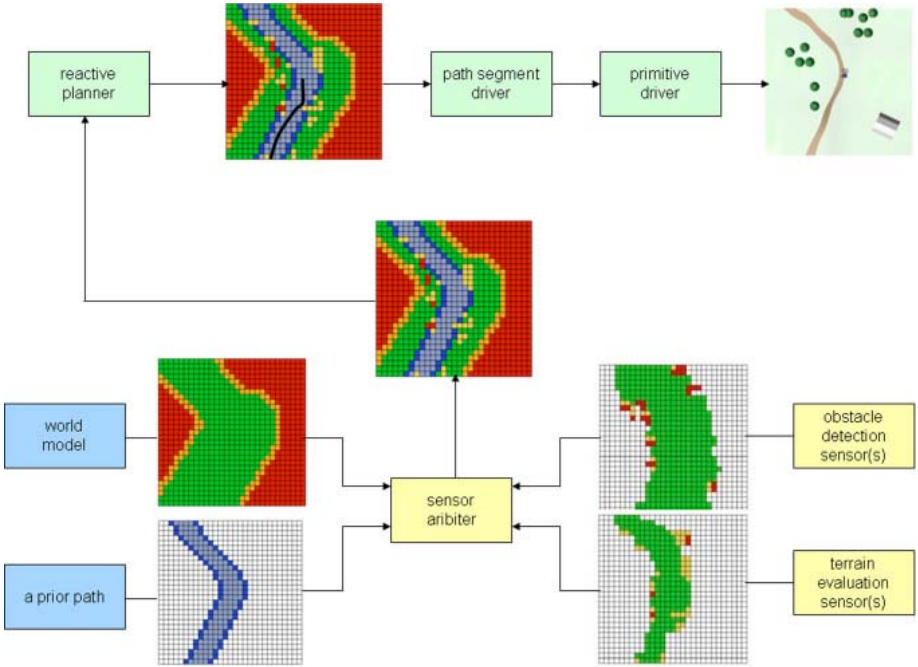 reactive
planner
path segment
driver
primitive
driver
world
model
sensor
aribiter
obstacle
detection
sensor(s)
a prior path
terrain
evaluation
sensor(s)